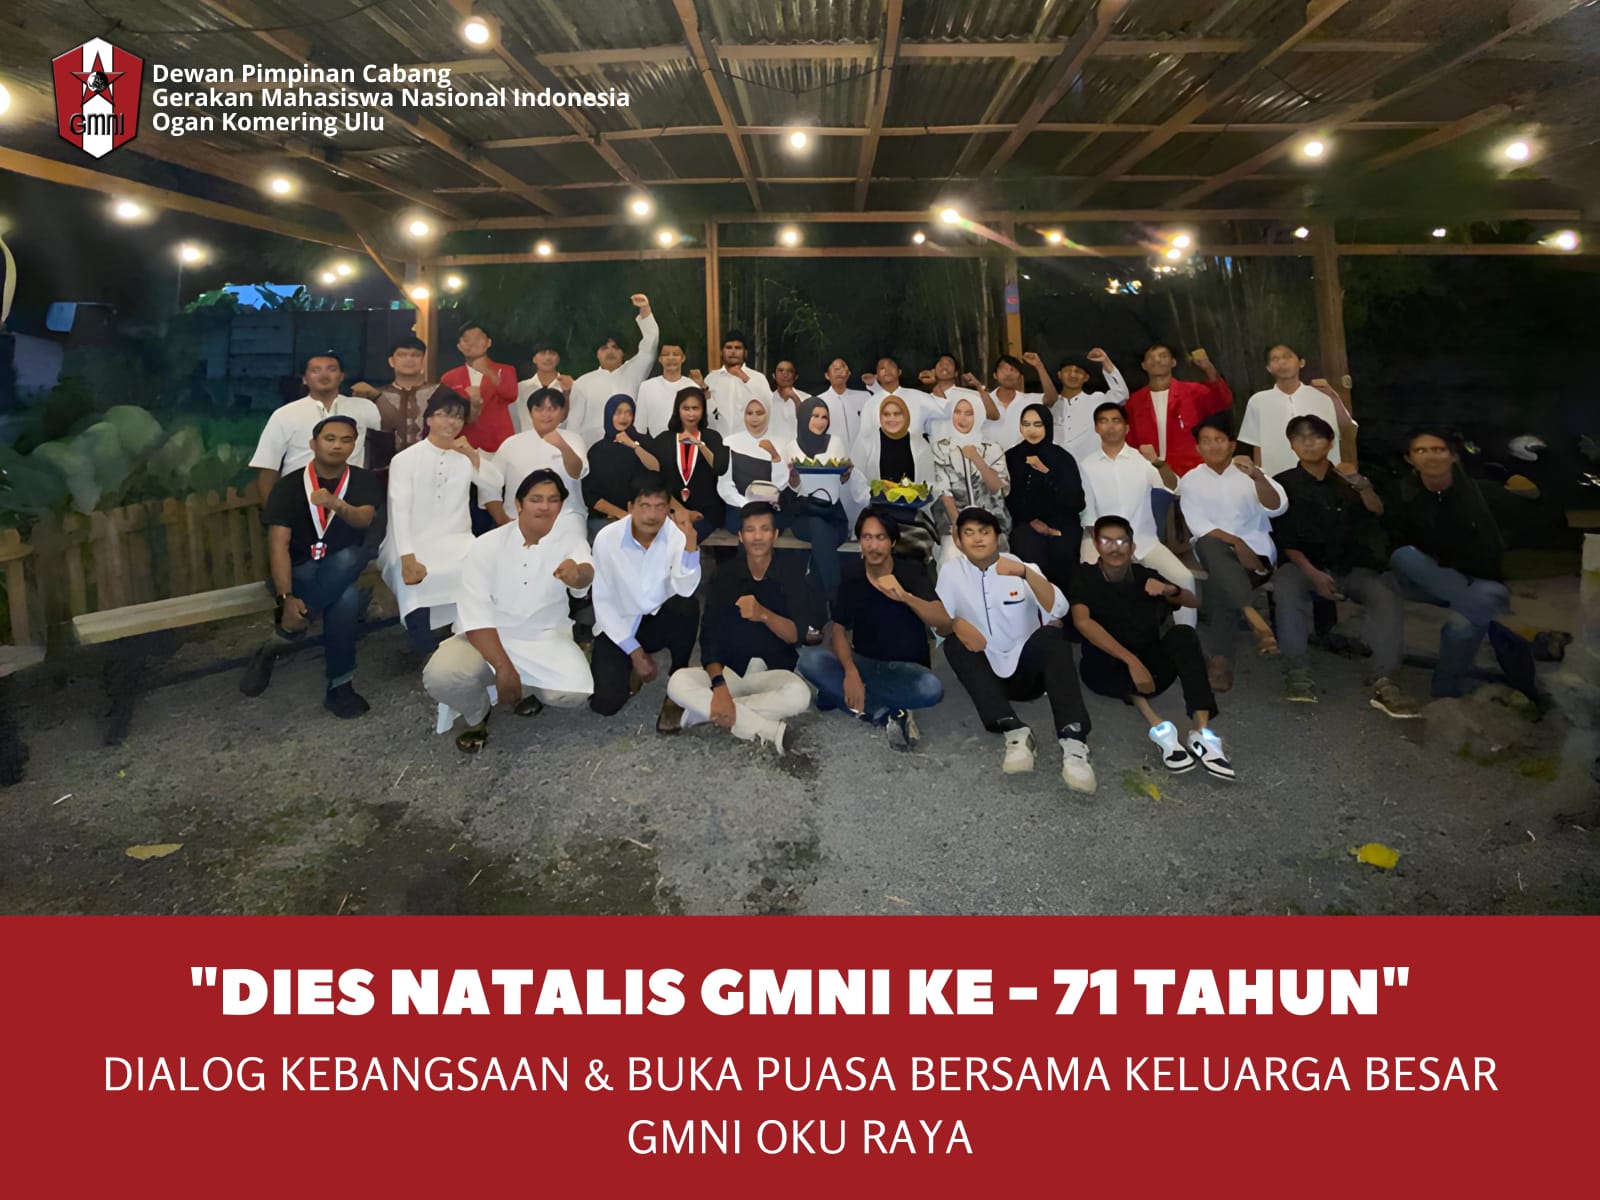 GMNI
Dewan Pimpinan Cabang
Gerakan Mahasiswa Nasional Indonesia
Ogan Komering Ulu
"DIES NATALIS GMNI KE - 71 TAHUN"
DIALOG KEBANGSAAN & BUKA PUASA BERSAMA KELUARGA BESAR
GMNI OKU RAYA